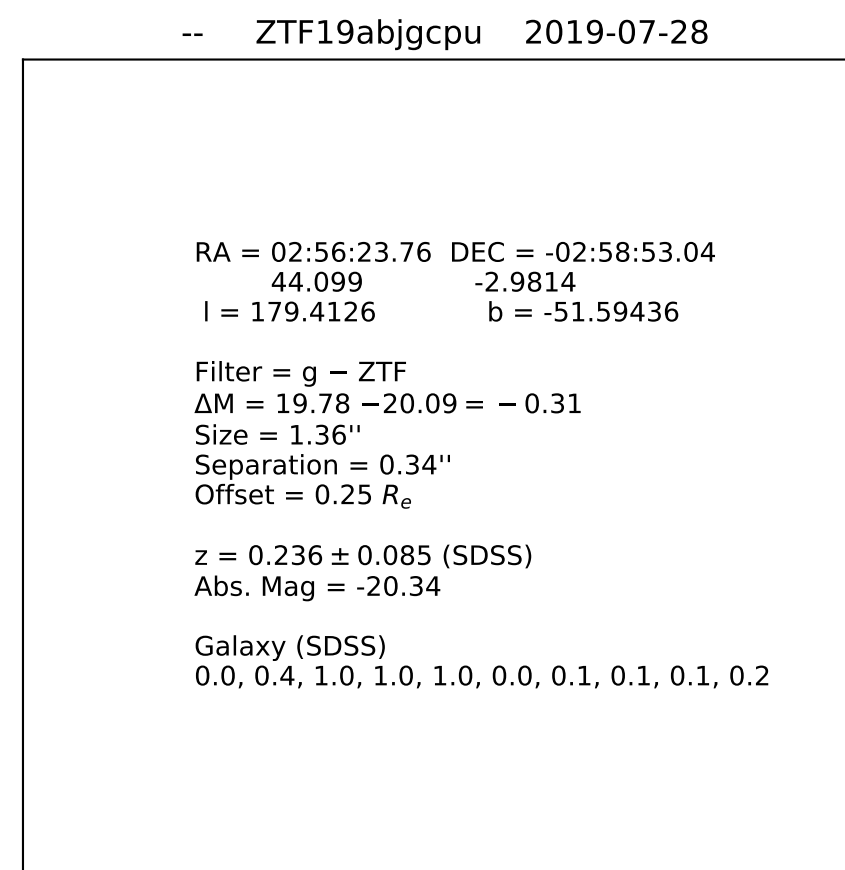 --     ZTF19abjgcpu    2019-07-28
RA = 02:56:23.76  DEC = -02:58:53.04
44.099    -2.9814
l = 179.4126    b = -51.59436
Filter = g − ZTF
ΔM = 19.78 −20.09 = − 0.31
Size = 1.36''
Separation = 0.34''
Offset = 0.25 Re
z = 0.236 ± 0.085 (SDSS)
Abs. Mag = -20.34
Galaxy (SDSS)
0.0, 0.4, 1.0, 1.0, 1.0, 0.0, 0.1, 0.1, 0.1, 0.2